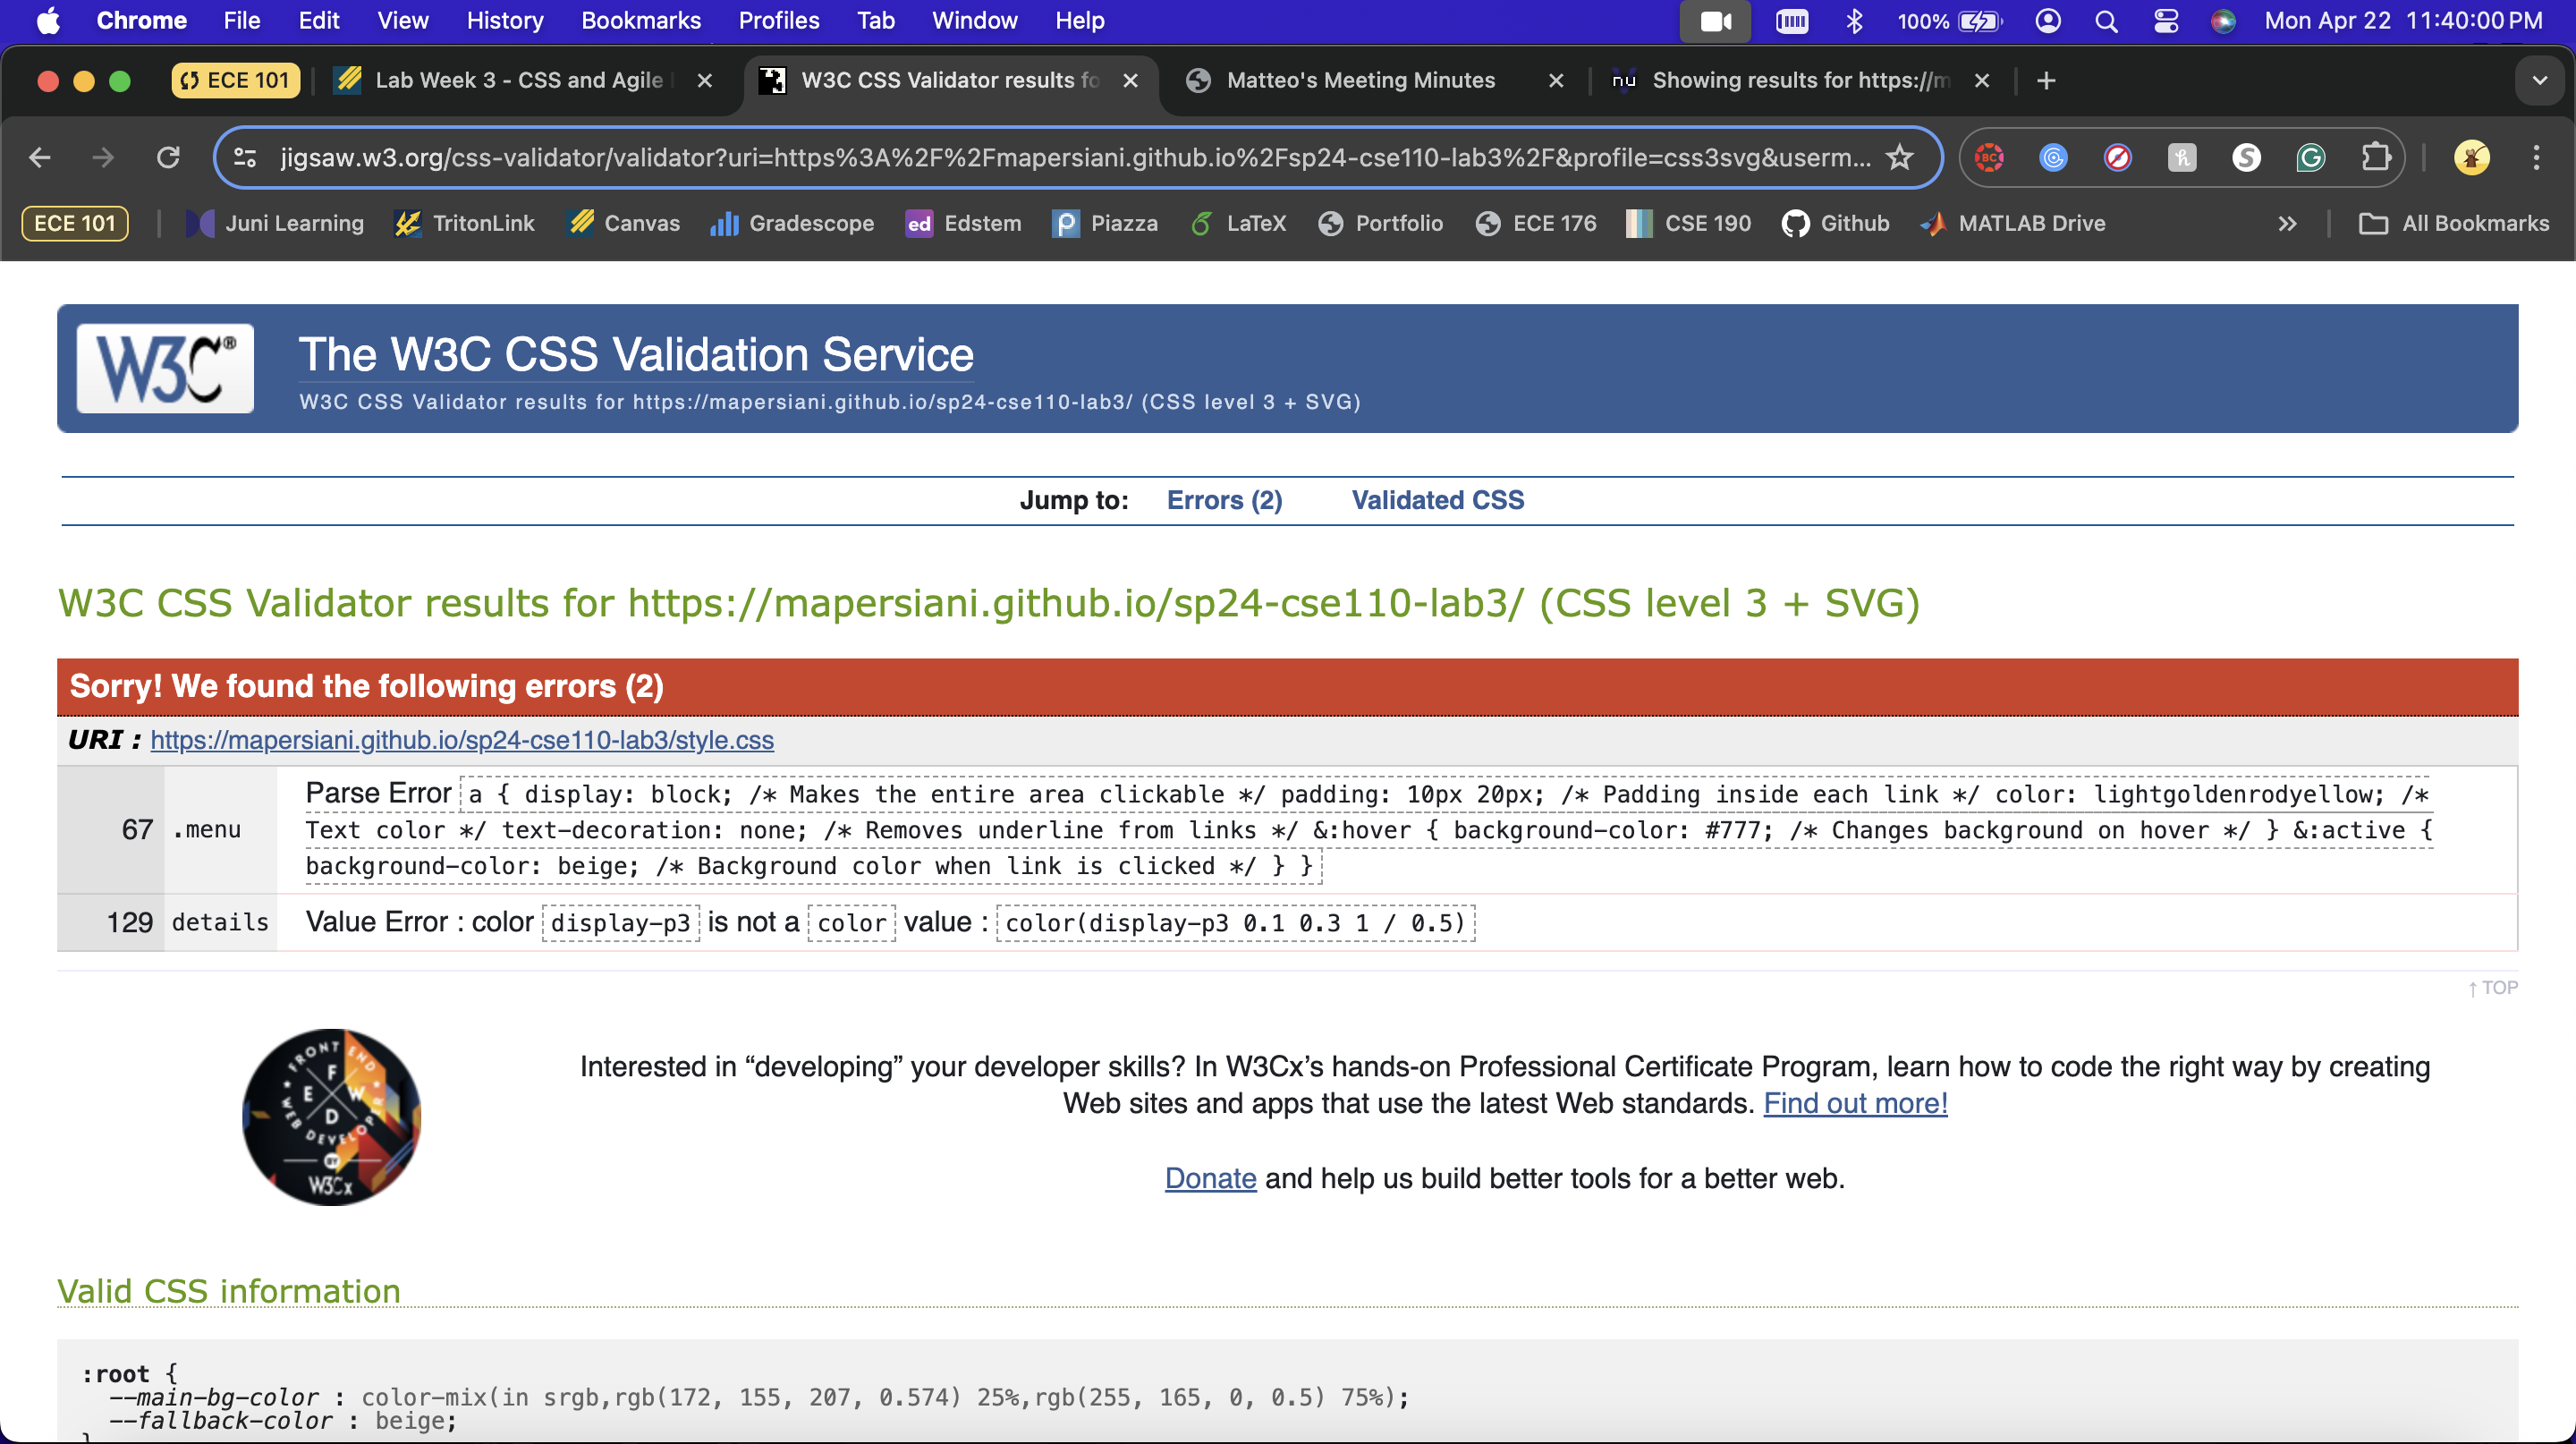 Chrome File Edit View History Bookmarks Profiles Tab Window Help 100% Mon Apr 22 11:40:00 PM
ECE 101 Lab Week 3 - CSS and Agile W3C CSS Validator results fo Matteo's Meeting Minutes nu Showing results for https://m
jigsaw.w3.org/css-validator/validator?uri=https%3A%2F%2Fmapersiani.github.io%2Fsp24-cse110-lab3%2F&profile=css3svg&userm...
ECE 101 Juni Learning TritonLink Canvas Gradescope ed Edstem Piazza LaTeX Portfolio ECE 176 CSE 190 Github MATLAB Drive » All Bookmarks
W3C® The W3C CSS Validation Service
W3C CSS Validator results for https://mapersiani.github.io/sp24-cse110-lab3/ (CSS level 3 + SVG)
Jump to: Errors (2) Validated CSS
W3C CSS Validator results for https://mapersiani.github.io/sp24-cse110-lab3/ (CSS level 3 + SVG)
Sorry! We found the following errors (2)
URI : https://mapersiani.github.io/sp24-cse110-lab3/style.css
67 .menu Parse Error a { display: block; /* Makes the entire area clickable */ padding: 10px 20px; /* Padding inside each link */ color: lightgoldenrodyellow; /*
Text color */ text-decoration: none; /* Removes underline from links */ &:hover { background-color: #777; /* Changes background on hover */ } &:active {
background-color: beige; /* Background color when link is clicked */ } }
129 details Value Error : color display-p3 is not a color value : color(display-p3 0.1 0.3 1 / 0.5)
↑ TOP
FRONT END
WEB DEVELOPER
F E W D
BY
W3Cx
Interested in “developing” your developer skills? In W3Cx’s hands-on Professional Certificate Program, learn how to code the right way by creating
Web sites and apps that use the latest Web standards. Find out more!
Donate and help us build better tools for a better web.
Valid CSS information
:root {
--main-bg-color : color-mix(in srgb,rgb(172, 155, 207, 0.574) 25%,rgb(255, 165, 0, 0.5) 75%);
--fallback-color : beige;
}